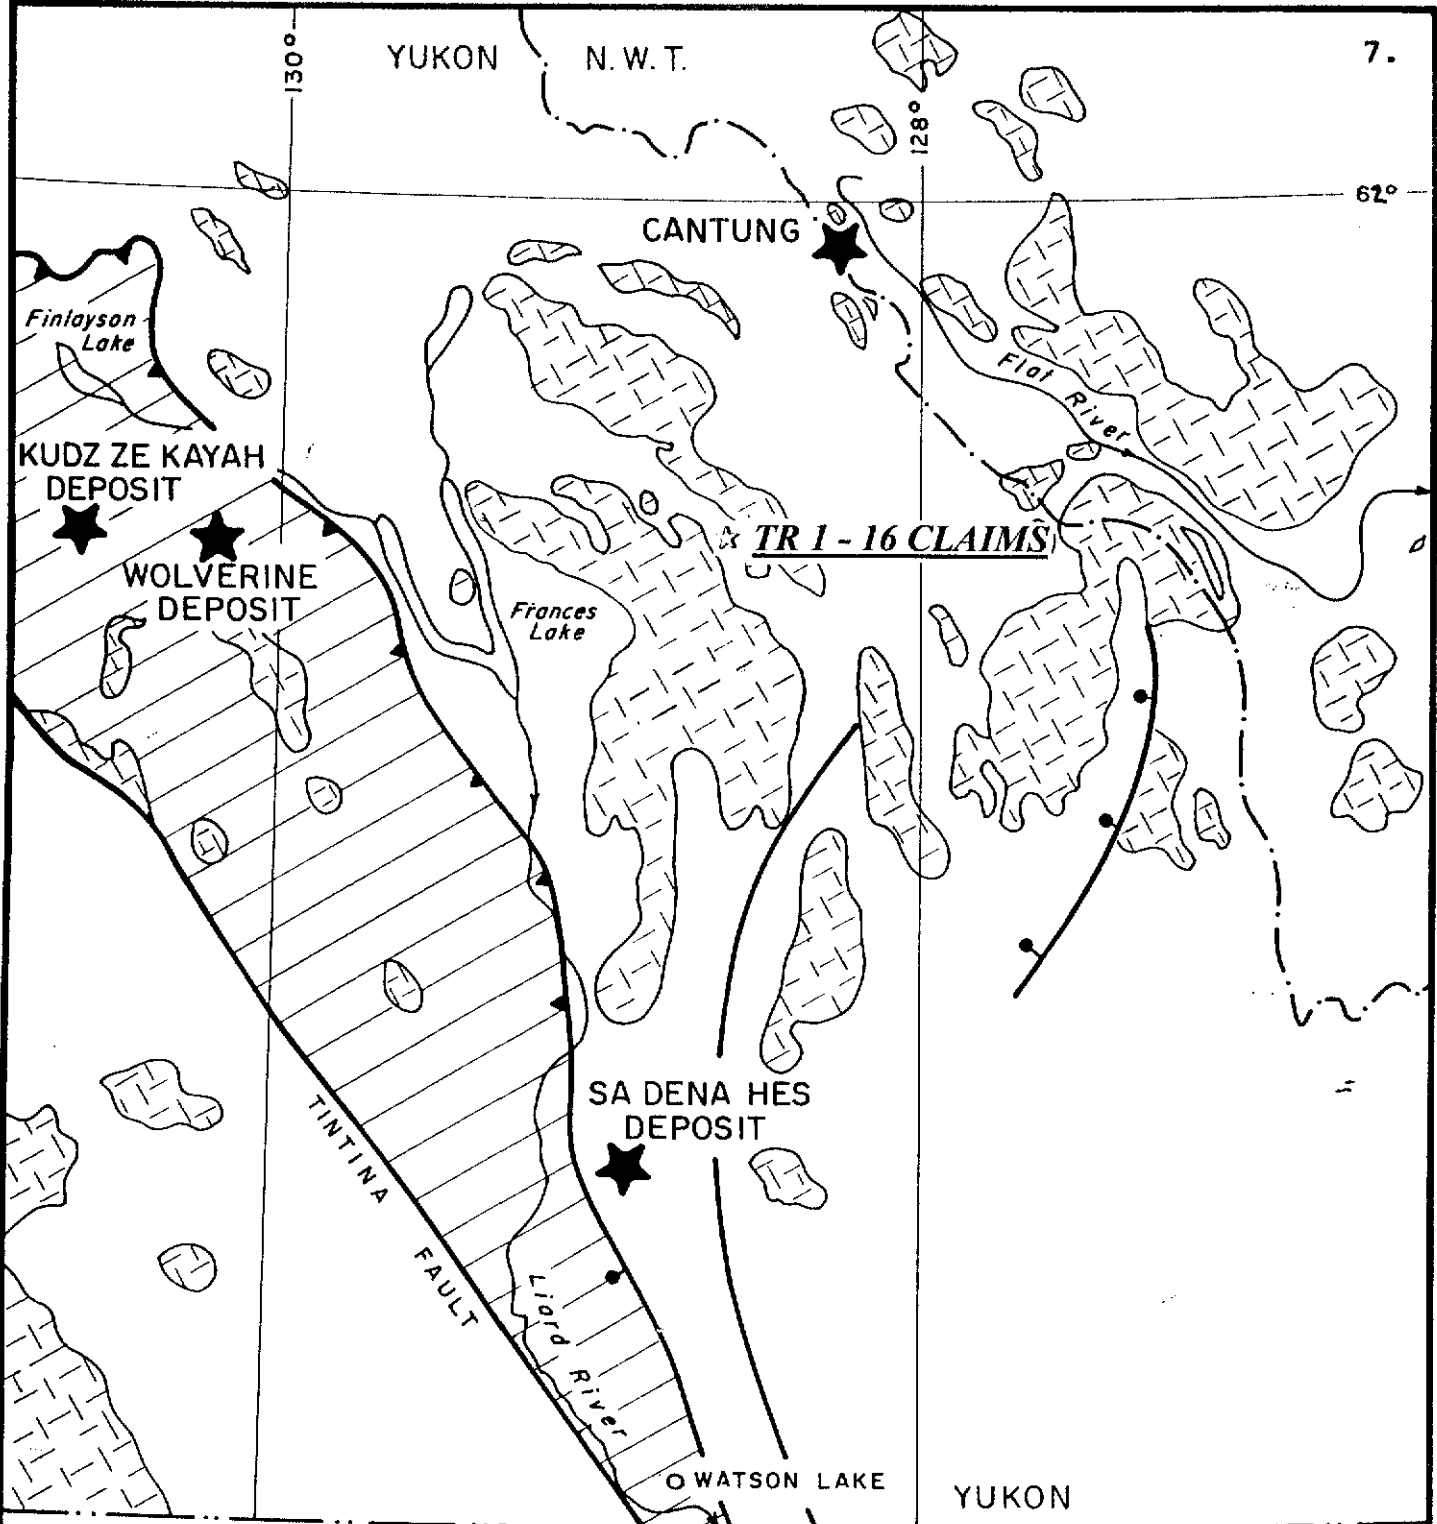 7.
YUKON N.W.T.
130°
128°
62°
CANTUNG
Finlayson
Lake
Flat River
KUDZ ZE KAYAH
DEPOSIT
TR 1 - 16 CLAIMS
WOLVERINE
DEPOSIT
Frances
Lake
SA DENA HES
DEPOSIT
TINTINA FAULT
Liard River
WATSON LAKE
YUKON